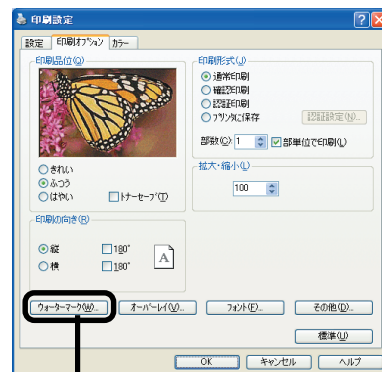 印刷設定
設定 印刷オプション カラー
印刷品位(Q)
きれい
ふつう
はやい トナーセーブ(T)
印刷の向き(R)
縦 180°
横 180°
A
印刷形式(J)
通常印刷
確認印刷
認証印刷
プリンタに保存 認証設定(N)...
部数(C): 1 部単位で印刷(L)
拡大・縮小(L)
100
ウォーターマーク(W)... オーバーレイ(V)... フォント(F)... その他(D)...
標準(U)
OK キャンセル ヘルプ